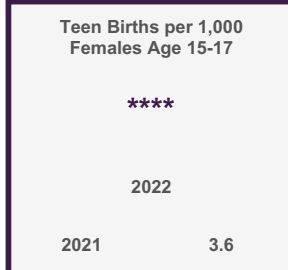 Teen Births per 1,000
Females Age 15-17
****
2022
2021 3.6